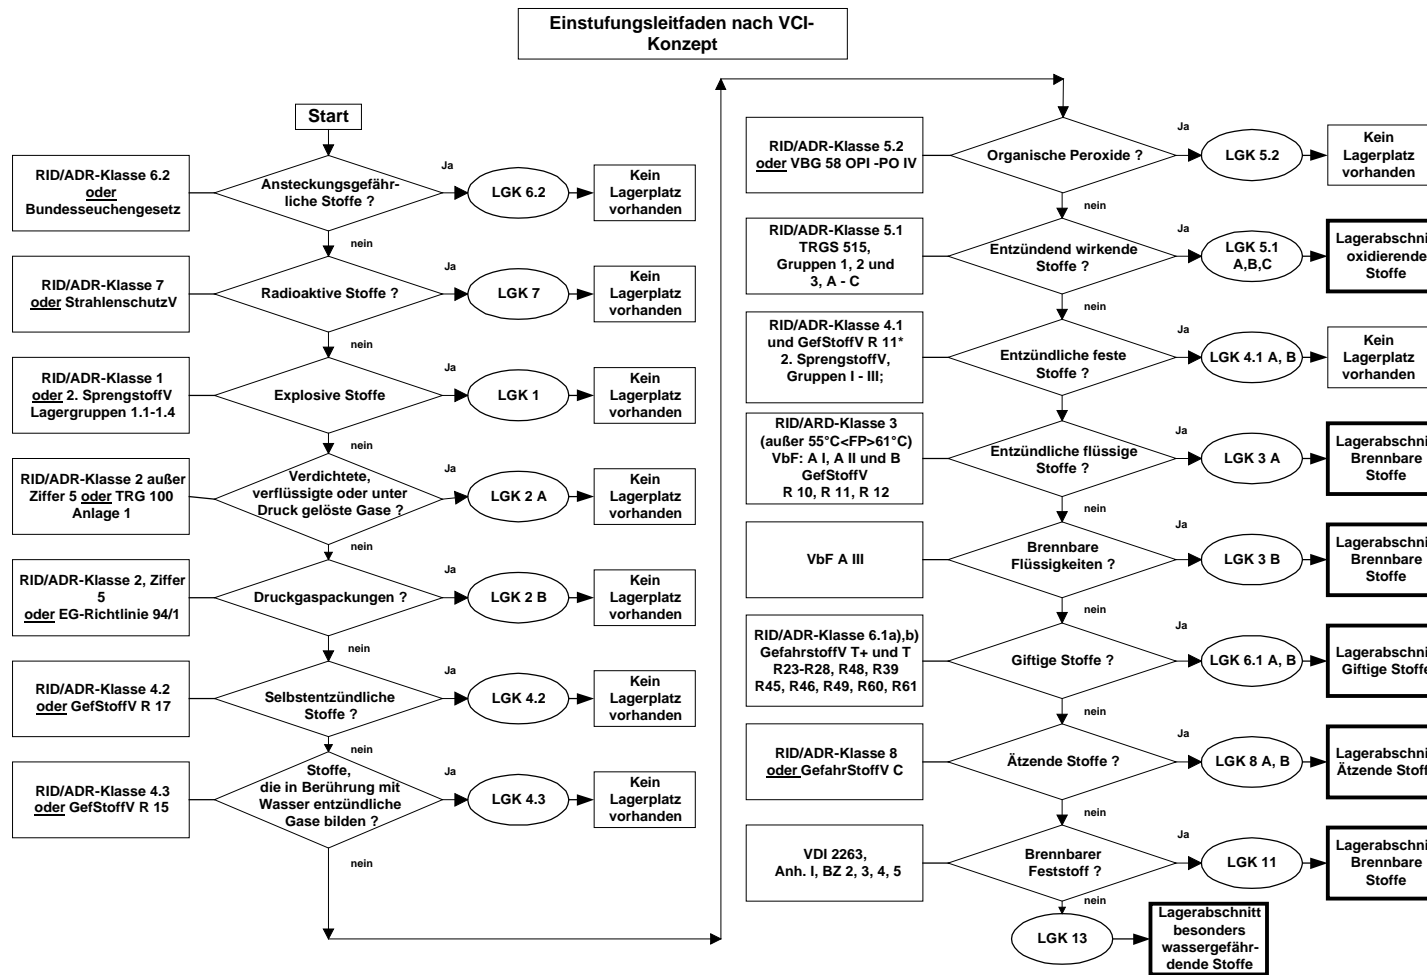 Einstufungsleitfaden nach VCI-
Konzept
Start
RID/ADR-Klasse 6.2
oder
Bundesseuchengesetz
Ansteckungsgefähr-
liche Stoffe ?
Ja
LGK 6.2
Kein
Lagerplatz
vorhanden
nein
RID/ADR-Klasse 7
oder StrahlenschutzV
Radioaktive Stoffe ?
Ja
LGK 7
Kein
Lagerplatz
vorhanden
nein
RID/ADR-Klasse 1
oder 2. SprengstoffV
Lagergruppen 1.1-1.4
Explosive Stoffe
Ja
LGK 1
Kein
Lagerplatz
vorhanden
nein
RID/ADR-Klasse 2 außer
Ziffer 5 oder TRG 100
Anlage 1
Verdichtete,
verflüssigte oder unter
Druck gelöste Gase ?
Ja
LGK 2 A
Kein
Lagerplatz
vorhanden
nein
RID/ADR-Klasse 2, Ziffer
5
oder EG-Richtlinie 94/1
Druckgaspackungen ?
Ja
LGK 2 B
Kein
Lagerplatz
vorhanden
nein
RID/ADR-Klasse 4.2
oder GefStoffV R 17
Selbstentzündliche
Stoffe ?
Ja
LGK 4.2
Kein
Lagerplatz
vorhanden
nein
RID/ADR-Klasse 4.3
oder GefStoffV R 15
Stoffe,
die in Berührung mit
Wasser entzündliche
Gase bilden ?
Ja
LGK 4.3
Kein
Lagerplatz
vorhanden
nein
RID/ADR-Klasse 5.2
oder VBG 58 OPI -PO IV
Organische Peroxide ?
Ja
LGK 5.2
Kein
Lagerplatz
vorhanden
nein
RID/ADR-Klasse 5.1
TRGS 515,
Gruppen 1, 2 und
3, A - C
Entzündend wirkende
Stoffe ?
Ja
LGK 5.1
A,B,C
Lagerabschni
oxidierende
Stoffe
nein
RID/ADR-Klasse 4.1
und GefStoffV R 11*
2. SprengstoffV,
Gruppen I - III;
Entzündliche feste
Stoffe ?
Ja
LGK 4.1 A, B
Kein
Lagerplatz
vorhanden
nein
RID/ARD-Klasse 3
(außer 55°C<FP>61°C)
VbF: A I, A II und B
GefStoffV
R 10, R 11, R 12
Entzündliche flüssige
Stoffe ?
Ja
LGK 3 A
Lagerabschni
Brennbare
Stoffe
nein
VbF A III
Brennbare
Flüssigkeiten ?
Ja
LGK 3 B
Lagerabschni
Brennbare
Stoffe
nein
RID/ADR-Klasse 6.1a),b)
GefahrstoffV T+ und T
R23-R28, R48, R39
R45, R46, R49, R60, R61
Giftige Stoffe ?
Ja
LGK 6.1 A, B
Lagerabschni
Giftige Stoffe
nein
RID/ADR-Klasse 8
oder GefahrStoffV C
Ätzende Stoffe ?
Ja
LGK 8 A, B
Lagerabschni
Ätzende Stoff
nein
VDI 2263,
Anh. I, BZ 2, 3, 4, 5
Brennbarer
Feststoff ?
Ja
LGK 11
Lagerabschni
Brennbare
Stoffe
nein
LGK 13
Lagerabschnitt
besonders
wassergefähr-
dende Stoffe